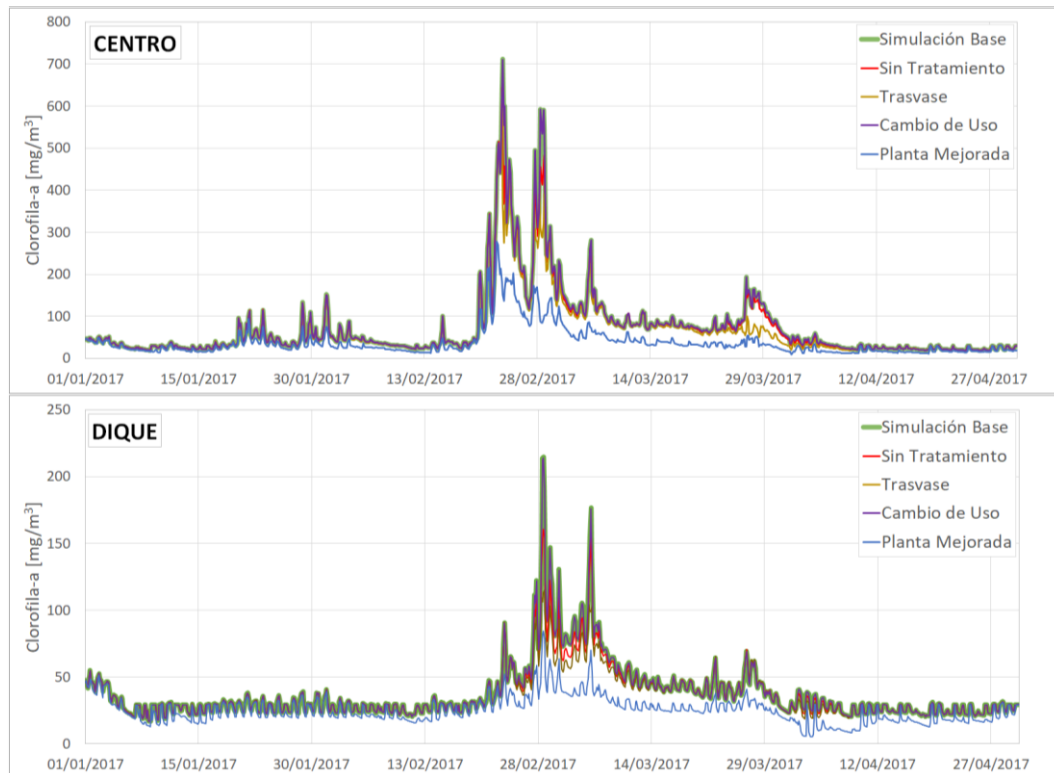 CENTRO
Clorofila-a [mg/m³]
800
700
600
500
400
300
200
100
0
Simulación Base
Sin Tratamiento
Trasvase
Cambio de Uso
Planta Mejorada
01/01/2017 15/01/2017 30/01/2017 13/02/2017 28/02/2017 14/03/2017 29/03/2017 12/04/2017 27/04/2017
DIQUE
Clorofila-a [mg/m³]
250
200
150
100
50
0
Simulación Base
Sin Tratamiento
Trasvase
Cambio de Uso
Planta Mejorada
01/01/2017 15/01/2017 30/01/2017 13/02/2017 28/02/2017 14/03/2017 29/03/2017 12/04/2017 27/04/2017